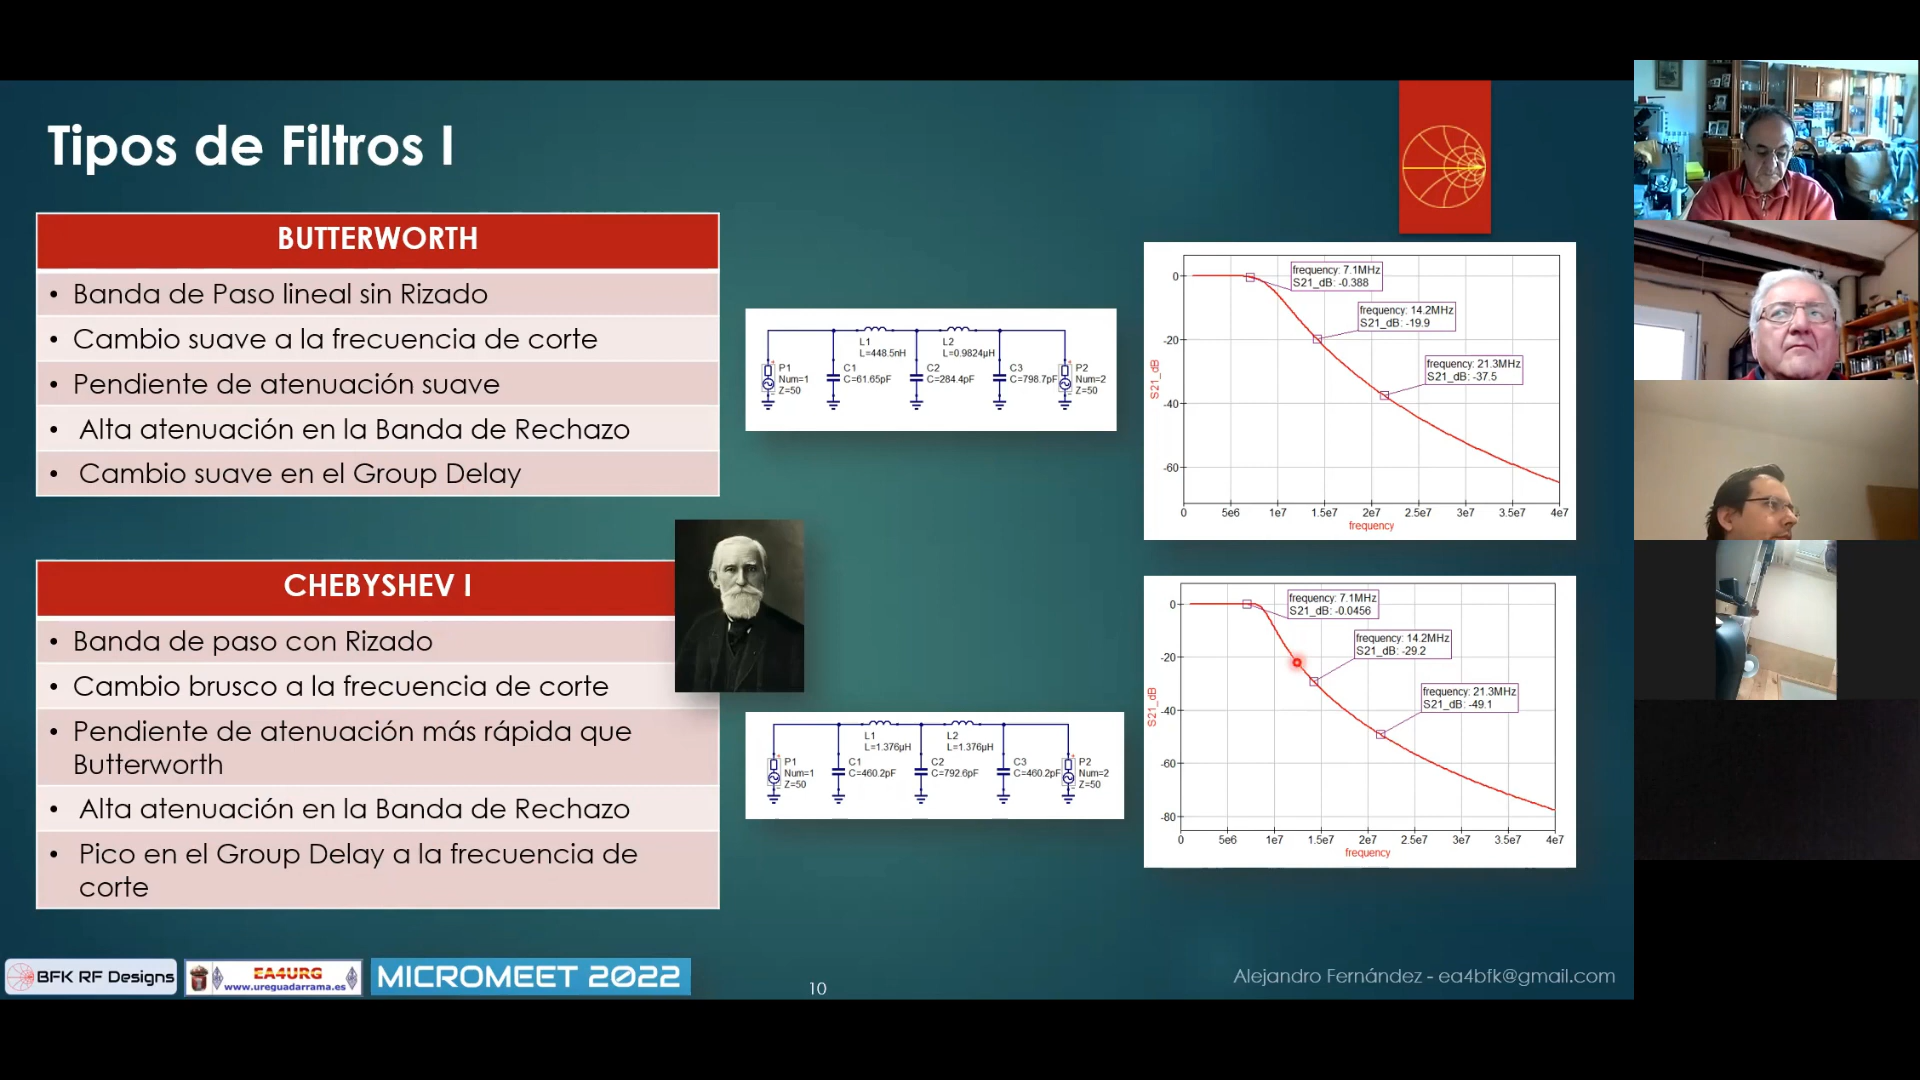 Tipos de Filtros I
BUTTERWORTH
• Banda de Paso lineal sin Rizado
• Cambio suave a la frecuencia de corte
• Pendiente de atenuación suave
• Alta atenuación en la Banda de Rechazo
• Cambio suave en el Group Delay
L1
L=448.5nH
L2
L=0.9824µH
P1
Num=1
Z=50
C1
C=61.65pF
C2
C=284.4pF
C3
C=798.7pF
P2
Num=2
Z=50
frequency: 7.1MHz
S21_dB: -0.388
frequency: 14.2MHz
S21_dB: -19.9
frequency: 21.3MHz
S21_dB: -37.5
S21_dB
0
-20
-40
-60
0 5e6 1e7 1.5e7 2e7 2.5e7 3e7 3.5e7 4e7
frequency
CHEBYSHEV I
• Banda de paso con Rizado
• Cambio brusco a la frecuencia de corte
• Pendiente de atenuación más rápida que
Butterworth
• Alta atenuación en la Banda de Rechazo
• Pico en el Group Delay a la frecuencia de
corte
L1
L=1.376µH
L2
L=1.376µH
P1
Num=1
Z=50
C1
C=460.2pF
C2
C=792.6pF
C3
C=460.2pF
P2
Num=2
Z=50
frequency: 7.1MHz
S21_dB: -0.0456
frequency: 14.2MHz
S21_dB: -29.2
frequency: 21.3MHz
S21_dB: -49.1
S21_dB
0
-20
-40
-60
-80
0 5e6 1e7 1.5e7 2e7 2.5e7 3e7 3.5e7 4e7
frequency
BFK RF Designs
EA4URG
www.ureguadarrama.es
MICROMEET 2022
10
Alejandro Fernández - ea4bfk@gmail.com